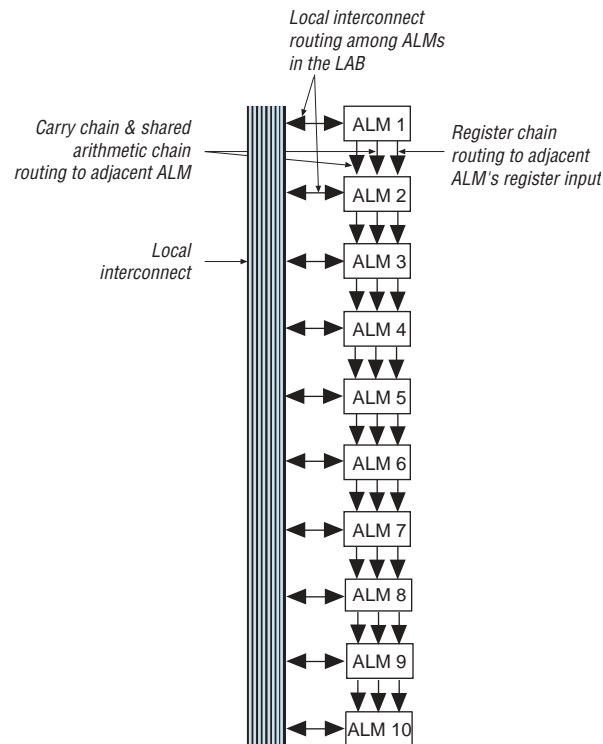 Local interconnect
routing among ALMs
in the LAB
Carry chain & shared
arithmetic chain
routing to adjacent ALM
Register chain
routing to adjacent
ALM's register input
Local
interconnect
ALM 1
ALM 2
ALM 3
ALM 4
ALM 5
ALM 6
ALM 7
ALM 8
ALM 9
ALM 10